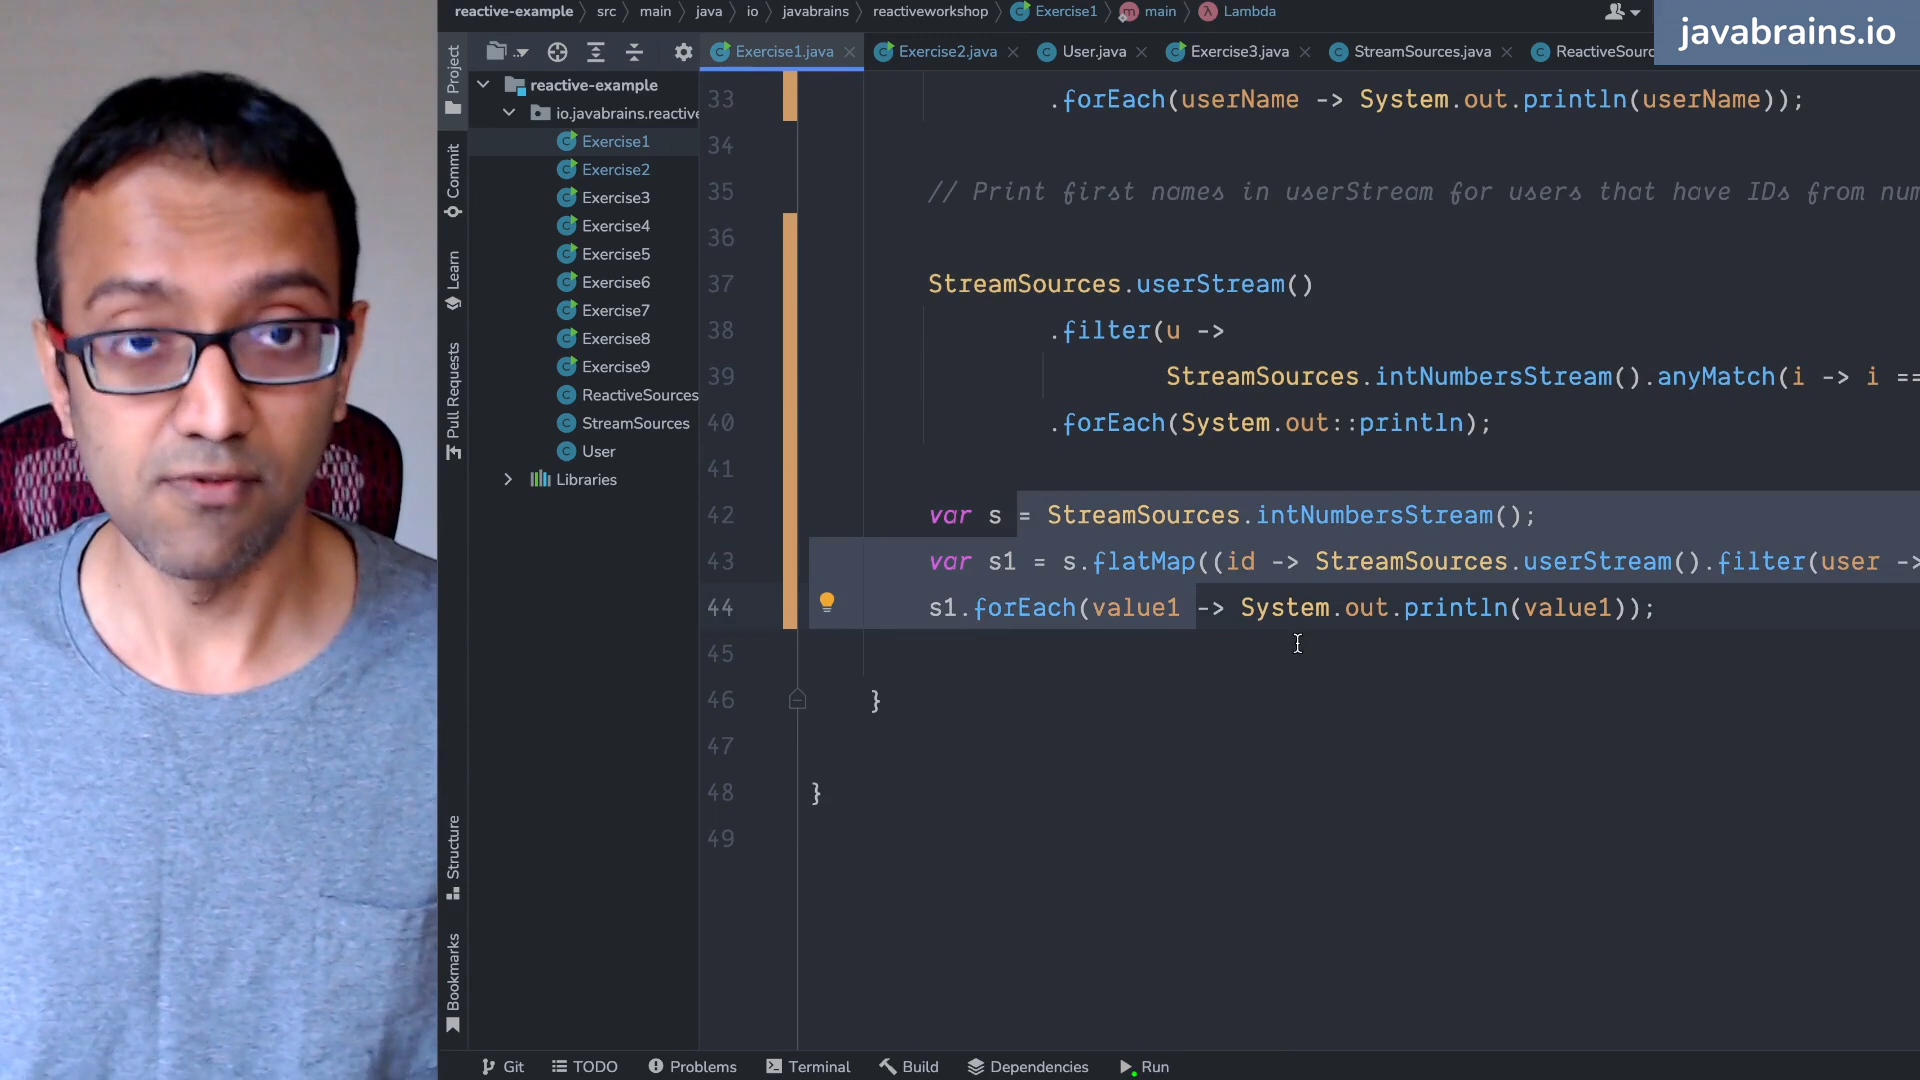 reactive-example
src
main
java
io
javabrains
reactiveworkshop
Exercise1
main
Lambda
javabrains.io
Exercise1.java
Exercise2.java
User.java
Exercise3.java
StreamSources.java
ReactiveSourc
Project
Commit
Learn
Pull Requests
Structure
Bookmarks
reactive-example
io.javabrains.reactive
Exercise1
Exercise2
Exercise3
Exercise4
Exercise5
Exercise6
Exercise7
Exercise8
Exercise9
ReactiveSources
StreamSources
User
Libraries
33 .forEach(userName -> System.out.println(userName));
34
35 // Print first names in userStream for users that have IDs from num
36
37 StreamSources.userStream()
38 .filter(u ->
39 StreamSources.intNumbersStream().anyMatch(i -> i ==
40 .forEach(System.out::println);
41
42 var s = StreamSources.intNumbersStream();
43 var s1 = s.flatMap((id -> StreamSources.userStream().filter(user ->
44 s1.forEach(value1 -> System.out.println(value1));
45
46 }
47
48 }
49
Git
TODO
Problems
Terminal
Build
Dependencies
Run